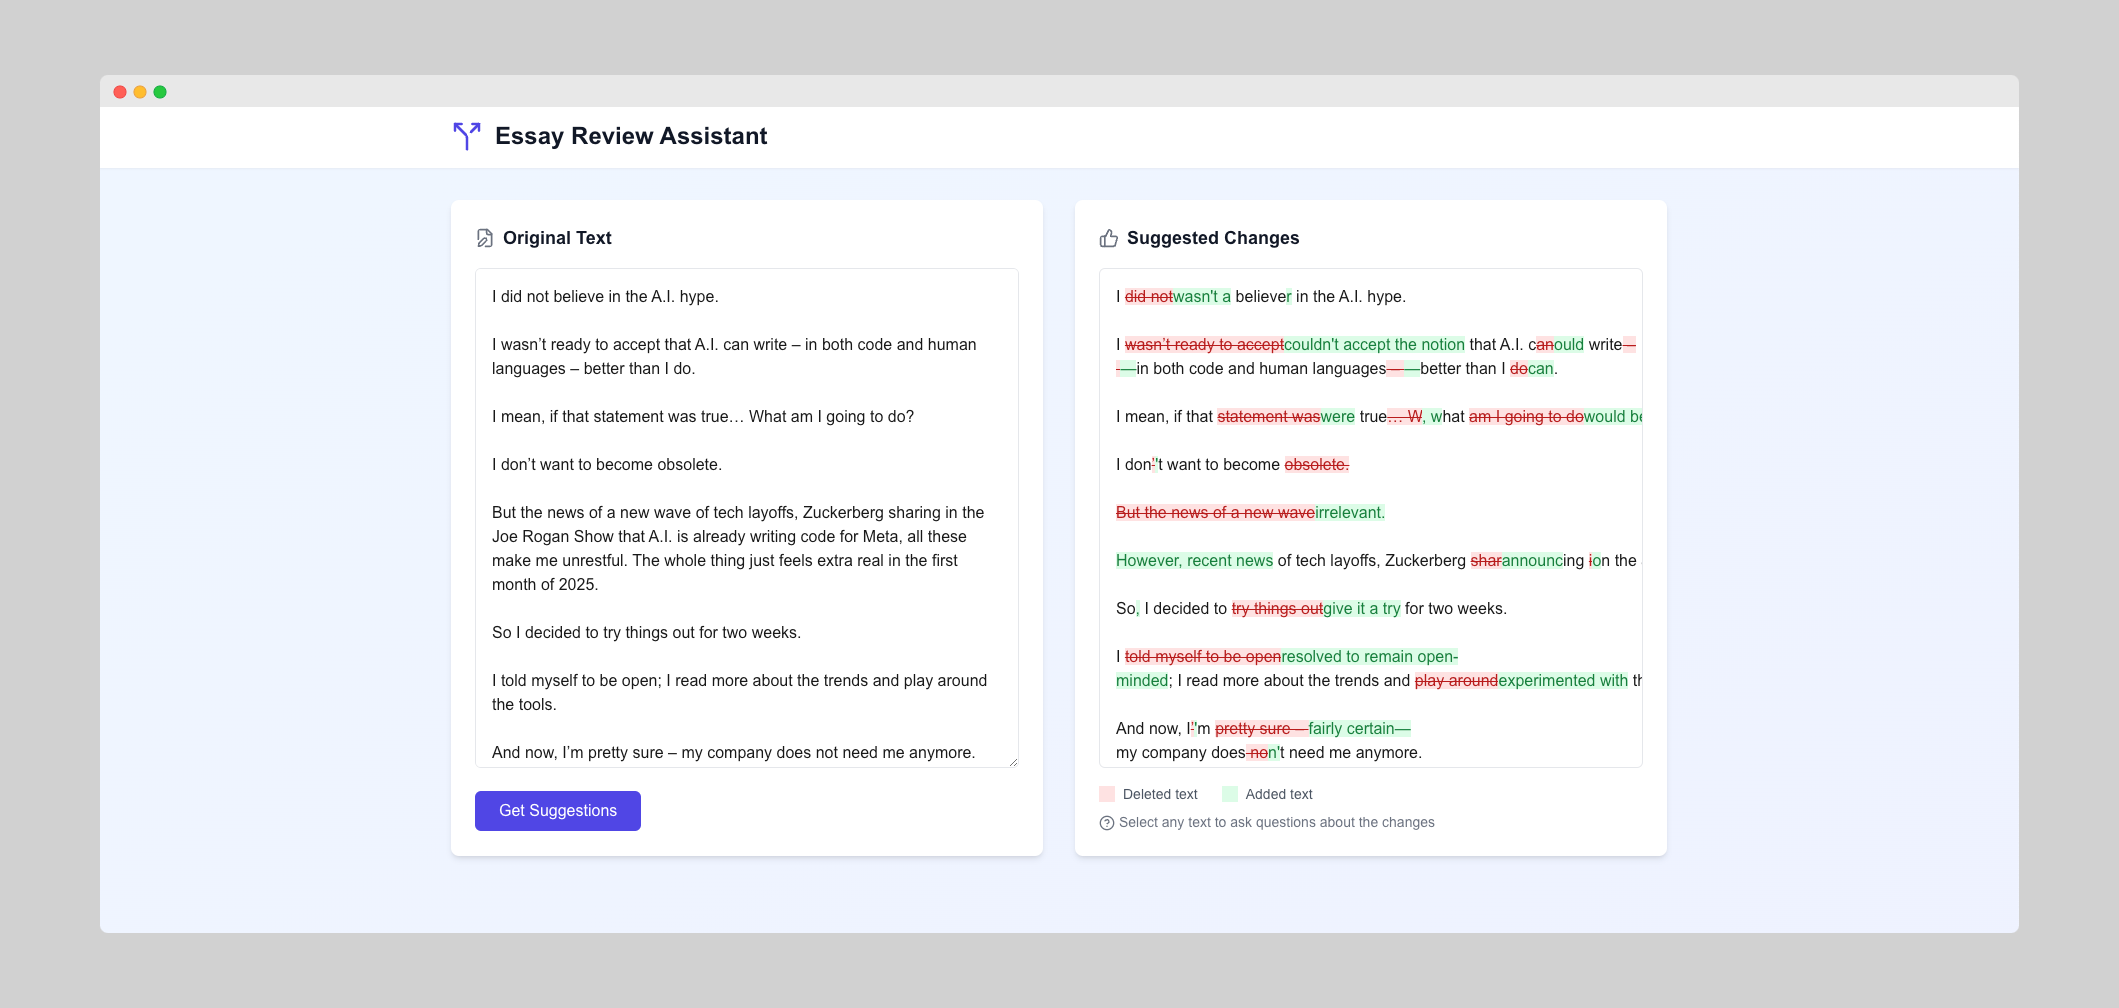 Essay Review Assistant
Original Text
I did not believe in the A.I. hype.
I wasn’t ready to accept that A.I. can write – in both code and human
languages – better than I do.
I mean, if that statement was true… What am I going to do?
I don’t want to become obsolete.
But the news of a new wave of tech layoffs, Zuckerberg sharing in the
Joe Rogan Show that A.I. is already writing code for Meta, all these
make me unrestful. The whole thing just feels extra real in the first
month of 2025.
So I decided to try things out for two weeks.
I told myself to be open; I read more about the trends and play around
the tools.
And now, I’m pretty sure – my company does not need me anymore.
Get Suggestions
Suggested Changes
I did notwasn't a believer in the A.I. hype.
I wasn’t ready to acceptcouldn't accept the notion that A.I. canould write –
—in both code and human languages – —better than I docan.
I mean, if that statement waswere true… W, what am I going to dowould be
I don’'t want to become obsolete.
But the news of a new waveirrelevant.
However, recent news of tech layoffs, Zuckerberg sharannouncing ion the
So, I decided to try things outgive it a try for two weeks.
I told myself to be openresolved to remain open-
minded; I read more about the trends and play aroundexperimented with
And now, I’'m pretty sure – fairly certain—
my company does non't need me anymore.
Deleted text Added text
Select any text to ask questions about the changes